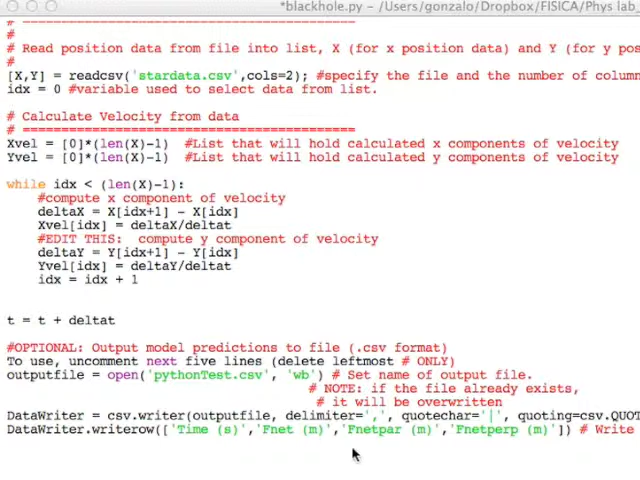 *blackhole.py – /Users/gonzalo/Dropbox/FISICA/Phys lab_
# ===========================================
#
# Read position data from file into list, X (for x position data) and Y (for y pos
#
[X,Y] = readcsv('stardata.csv',cols=2); #specify the file and the number of colum
idx = 0 #variable used to select data from list.
# Calculate Velocity from data
# ===========================================
Xvel = [0]*(len(X)-1)  #List that will hold calculated x components of velocity
Yvel = [0]*(len(X)-1)  #List that will hold calculated y components of velocity
while idx < (len(X)-1):
    #compute x component of velocity
    deltaX = X[idx+1] - X[idx]
    Xvel[idx] = deltaX/deltat
    #EDIT THIS:  compute y component of velocity
    deltaY = Y[idx+1] - Y[idx]
    Yvel[idx] = deltaY/deltat
    idx = idx + 1
t = t + deltat
#OPTIONAL: Output model predictions to file (.csv format)
To use, uncomment next five lines (delete leftmost # ONLY)
outputfile = open('pythonTest.csv', 'wb') # Set name of output file.
# NOTE: if the file already exists,
# it will be overwritten
DataWriter = csv.writer(outputfile, delimiter=',', quotechar='|', quoting=csv.QUOT
DataWriter.writerow(['Time (s)','Fnet (m)','Fnetpar (m)','Fnetperp (m)']) # Write